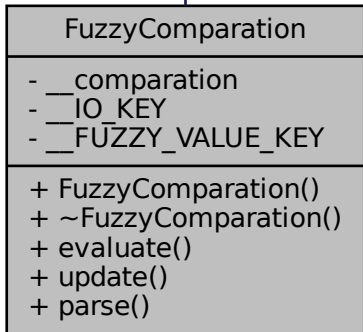 FuzzyComparation
- __comparation
- __IO_KEY
- __FUZZY_VALUE_KEY
+ FuzzyComparation()
+ ~FuzzyComparation()
+ evaluate()
+ update()
+ parse()